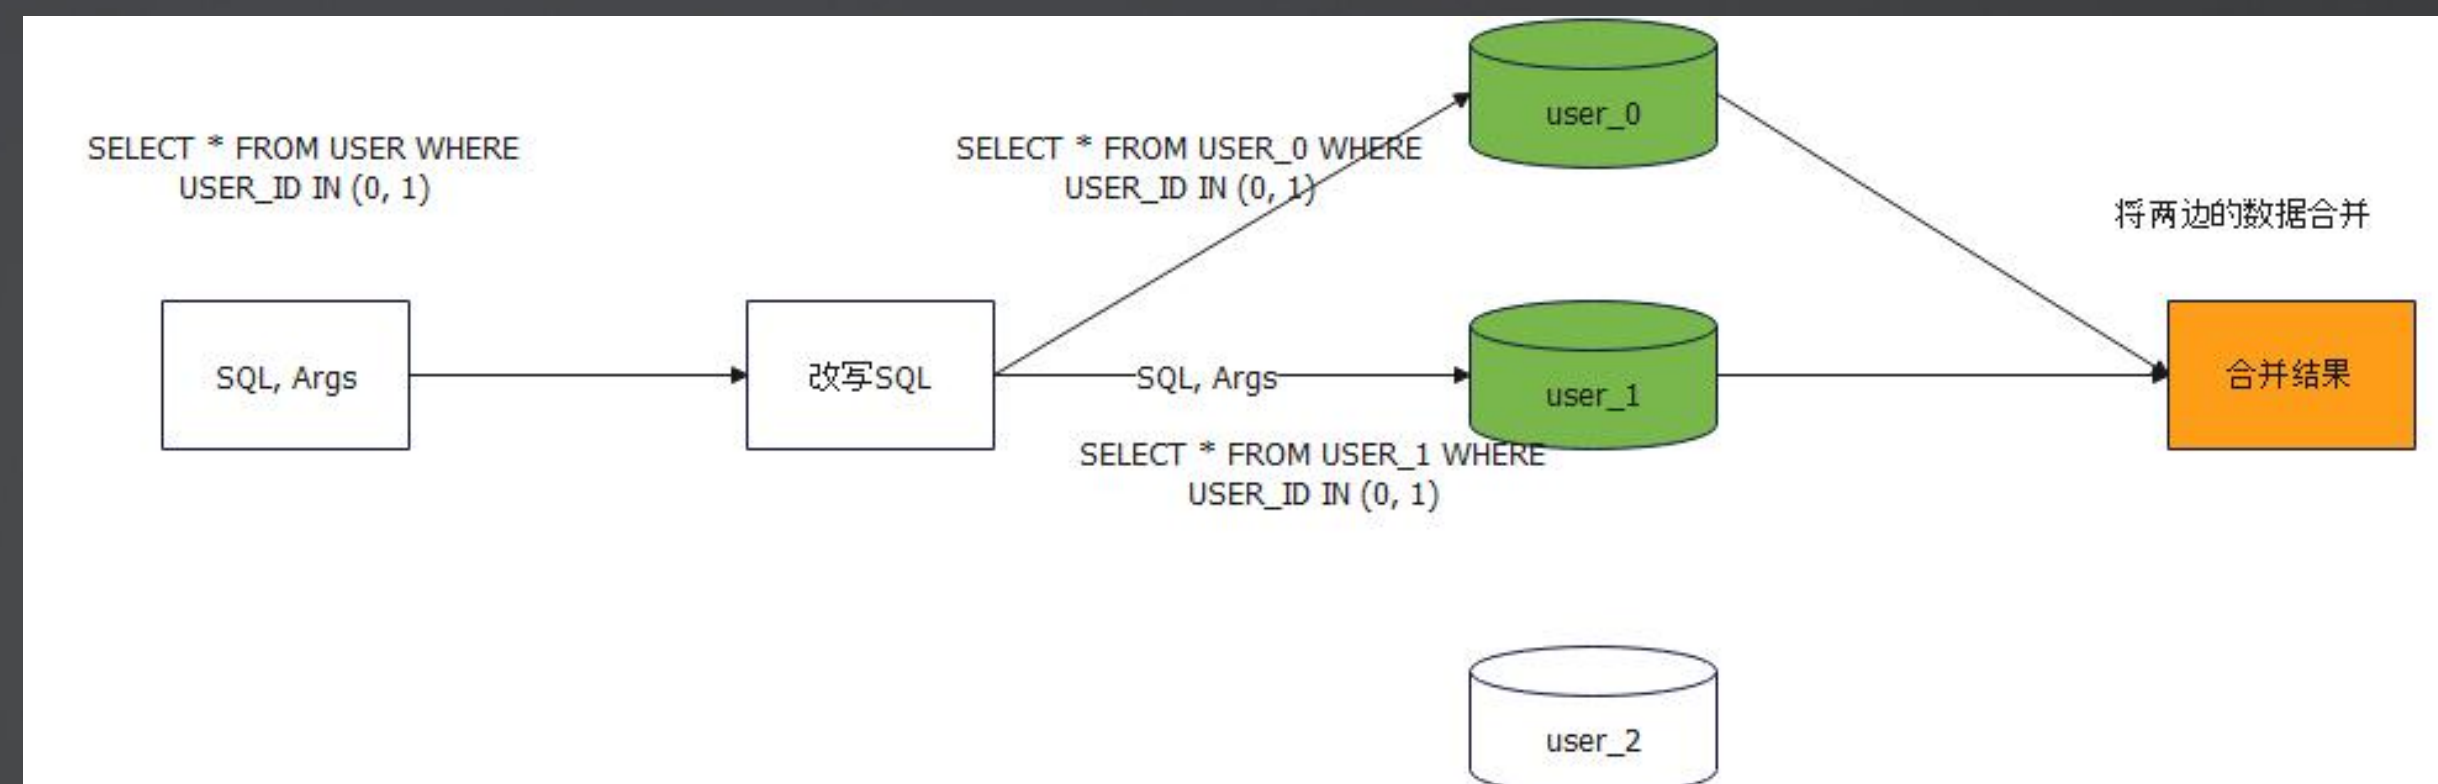 SELECT * FROM USER WHERE
USER_ID IN (0, 1)
SQL, Args
改写SQL
SELECT * FROM USER_0 WHERE
USER_ID IN (0, 1)
SQL, Args
SELECT * FROM USER_1 WHERE
USER_ID IN (0, 1)
user_0
user_1
user_2
将两边的数据合并
合并结果